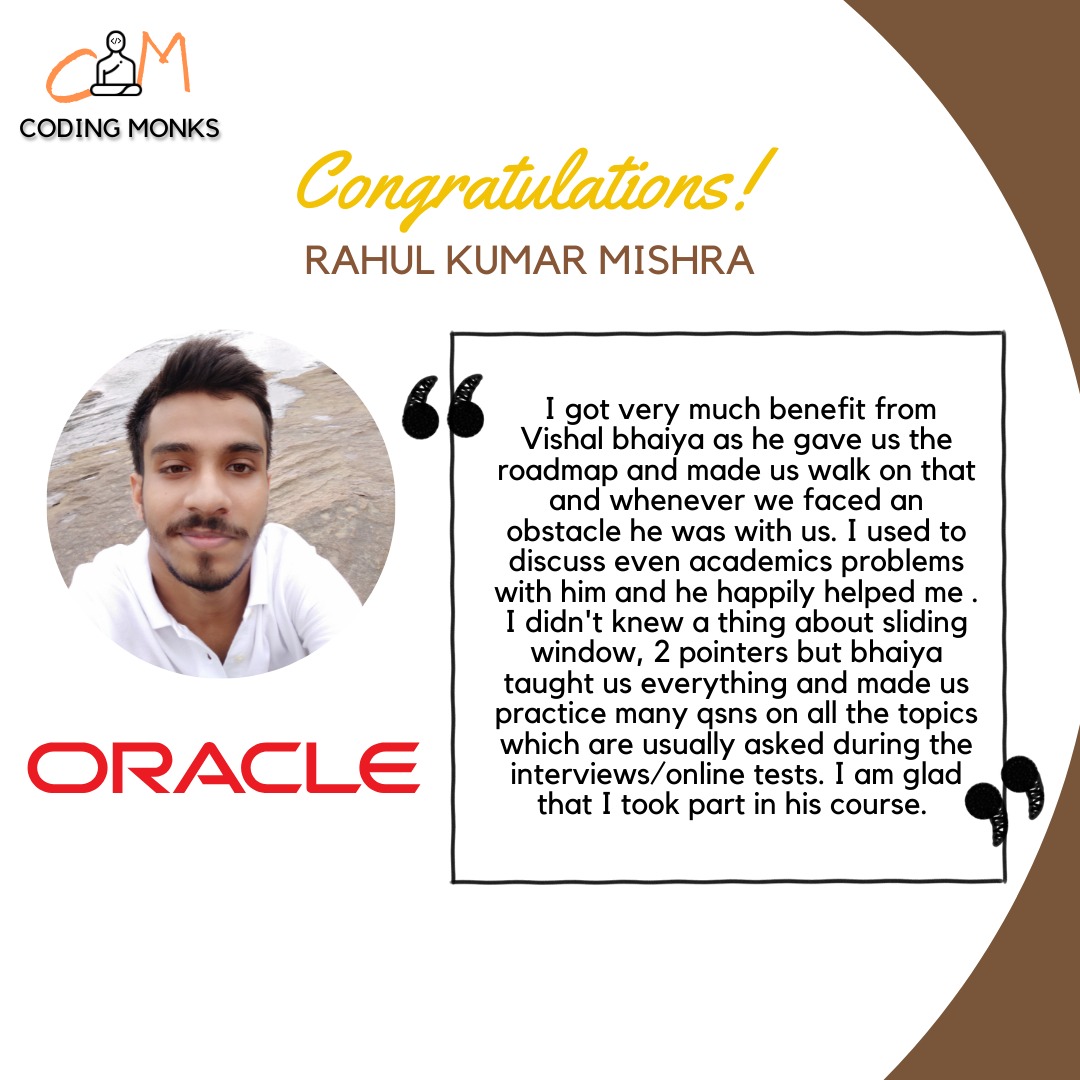 CM
CODING MONKS
Congratulations!
RAHUL KUMAR MISHRA
I got very much benefit from
Vishal bhaiya as he gave us the
roadmap and made us walk on that
and whenever we faced an
obstacle he was with us. I used to
discuss even academics problems
with him and he happily helped me .
I didn't knew a thing about sliding
window, 2 pointers but bhaiya
taught us everything and made us
practice many qsns on all the topics
which are usually asked during the
interviews/online tests. I am glad
that I took part in his course.
ORACLE